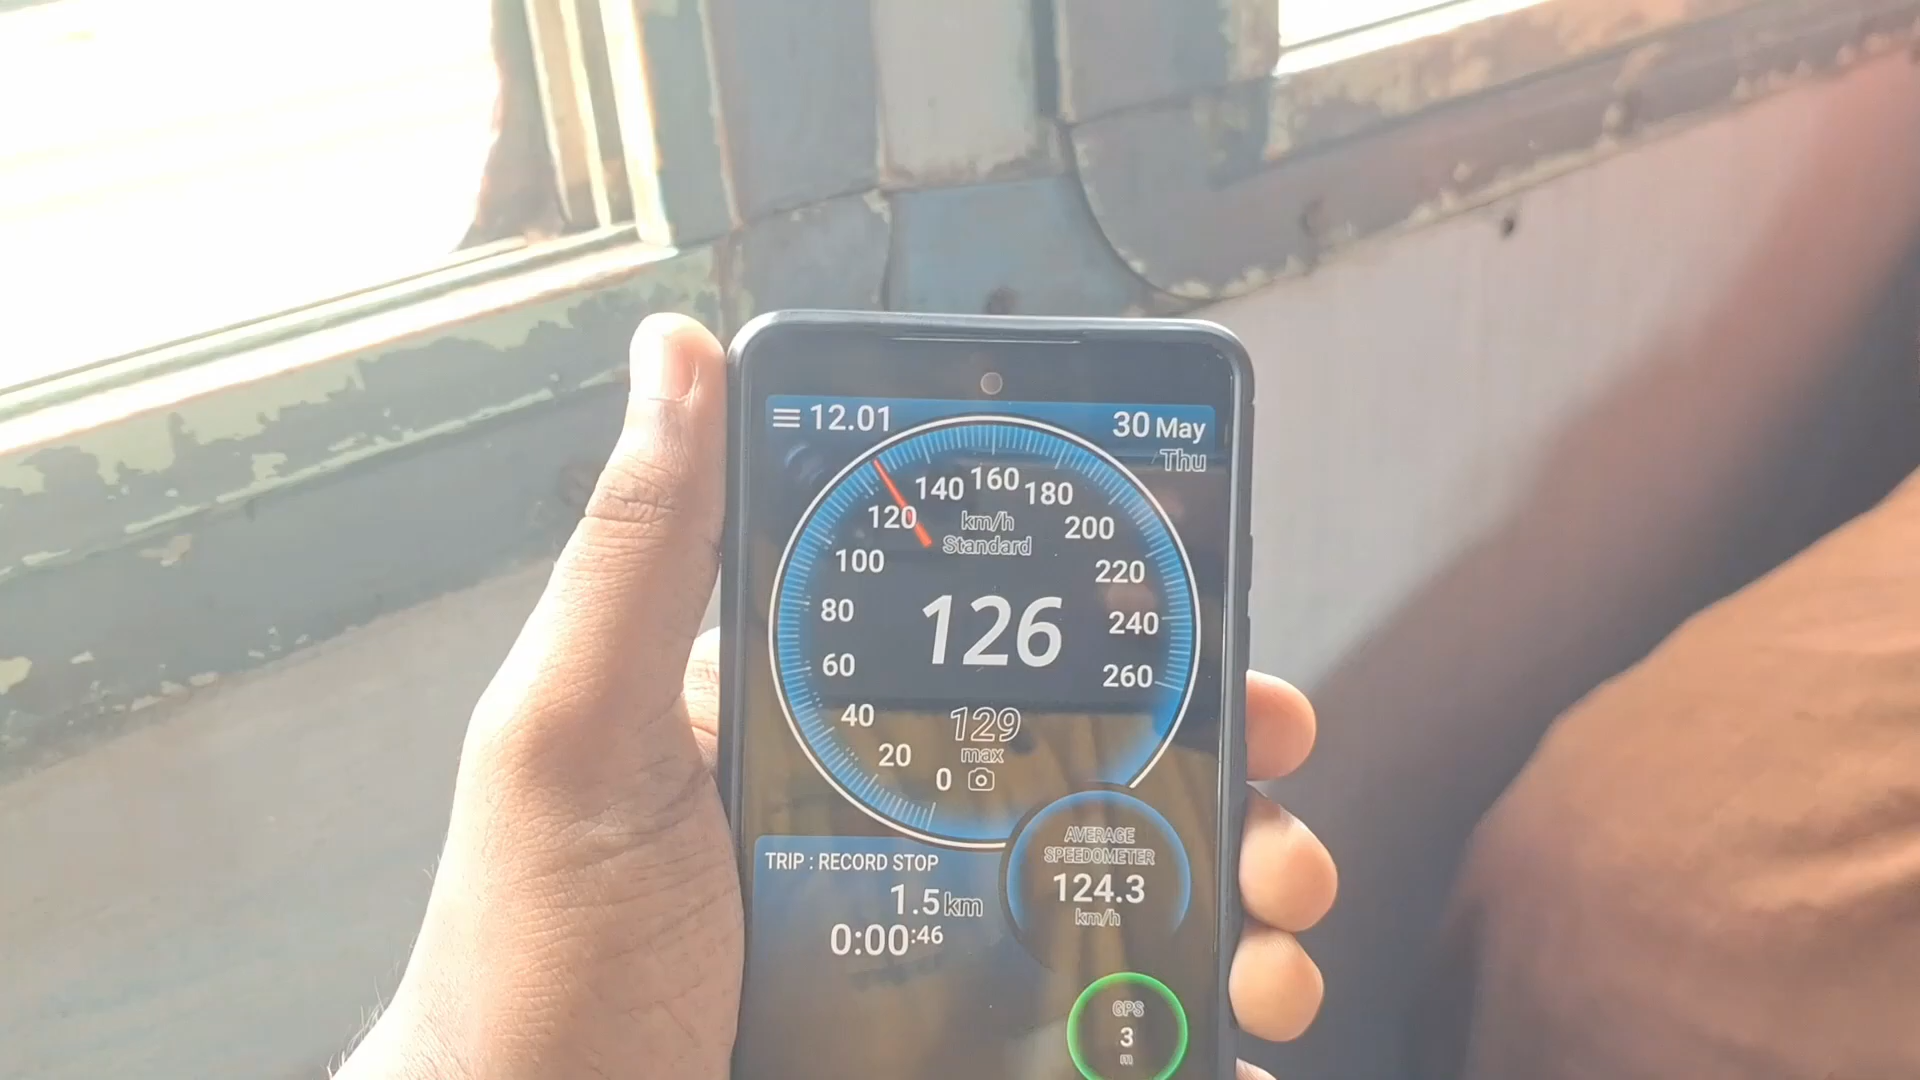 12.01
30 May
Thu
140 160 180
120 200
km/h
Standard
100 220
80 126 240
60 260
40 129
20 max
0
AVERAGE
SPEEDOMETER
124.3
km/h
TRIP : RECORD STOP
1.5 km
0:00:46
GPS
3
m